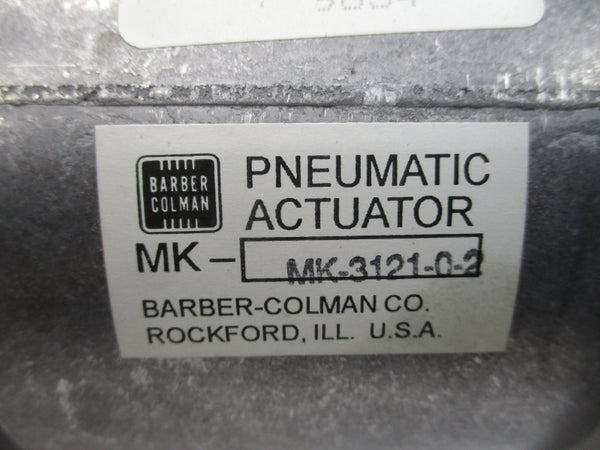 BARBER
COLMAN
PNEUMATIC
ACTUATOR
MK- MK-3121-0-2
BARBER-COLMAN CO.
ROCKFORD, ILL. U.S.A.